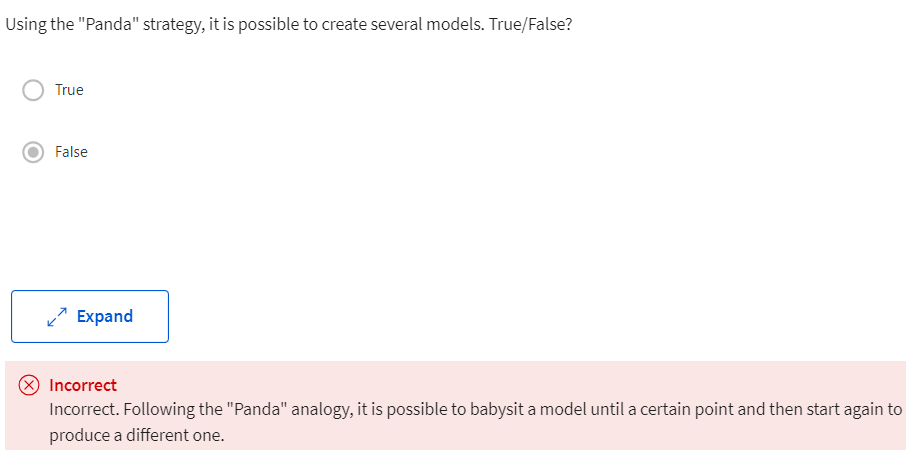 Using the "Panda" strategy, it is possible to create several models. True/False?
True
False
Expand
Incorrect
Incorrect. Following the "Panda" analogy, it is possible to babysit a model until a certain point and then start again to
produce a different one.